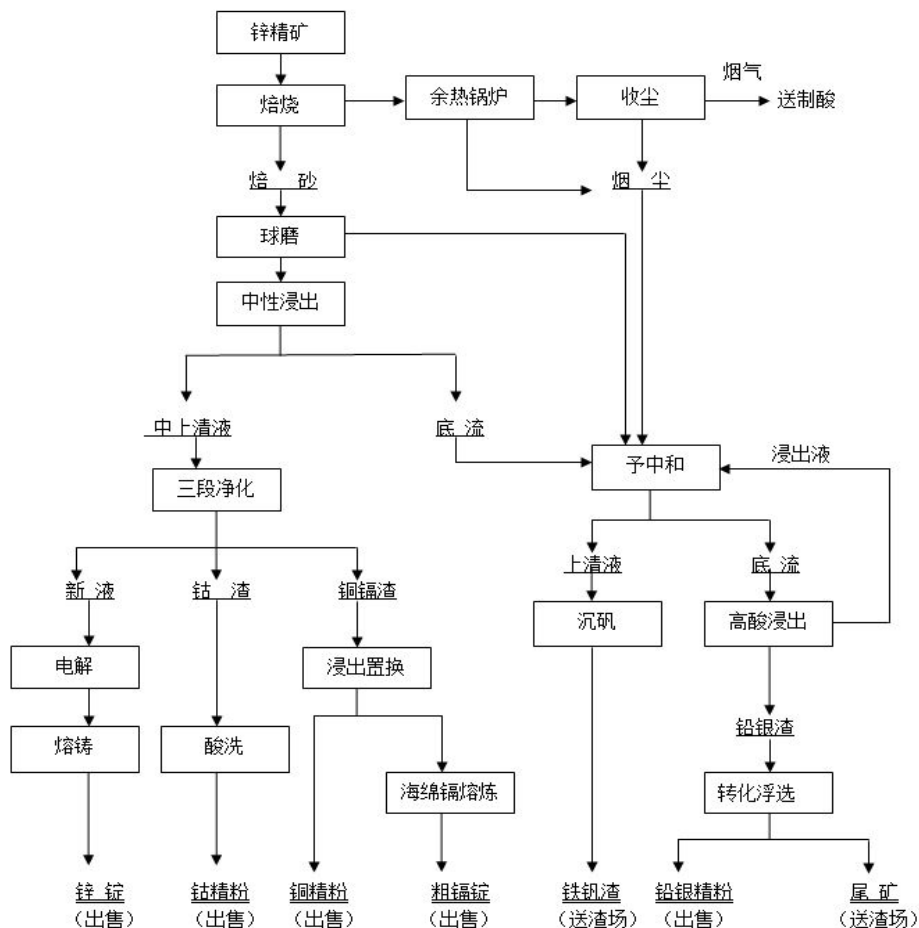 锌精矿
烟气
焙烧
余热锅炉
收尘
送制酸
焙 砂
烟 尘
球磨
中性浸出
中上清液
底 流
予中和
浸出液
三段净化
新 液
钴 渣
铜镉渣
上清液
底 流
沉矾
高酸浸出
电解
浸出置换
熔铸
酸洗
铅银渣
海绵镉熔炼
转化浮选
锌 锭
(出售)
钴精粉
(出售)
铜精粉
(出售)
粗镉锭
(出售)
铁钒渣
(送渣场)
铅银精粉
(出售)
尾 矿
(送渣场)